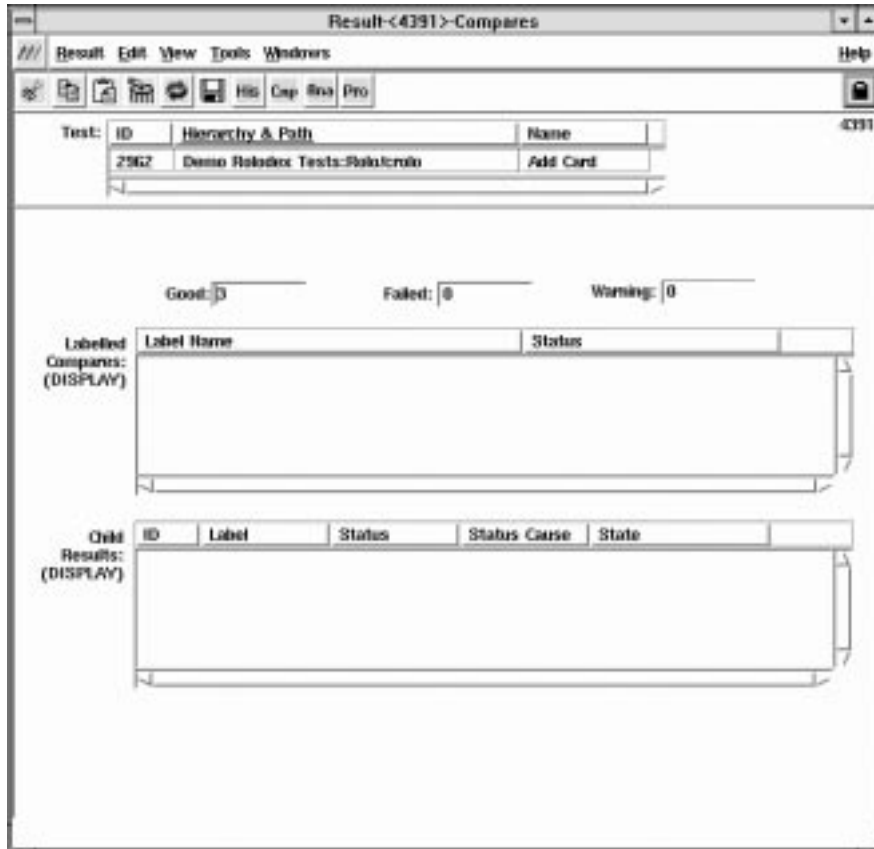 Result-<4391>-Compares
Result Edit View Tools Windows Help
His Cmp Ana Pro
4391
Test: ID Hierarchy & Path Name
2962 Demo Rolodex Tests::Rolo/crolo Add Card
Good: 3 Failed: 0 Warning: 0
Labelled Compares: (DISPLAY) Label Name Status
Child Results: (DISPLAY) ID Label Status Status Cause State